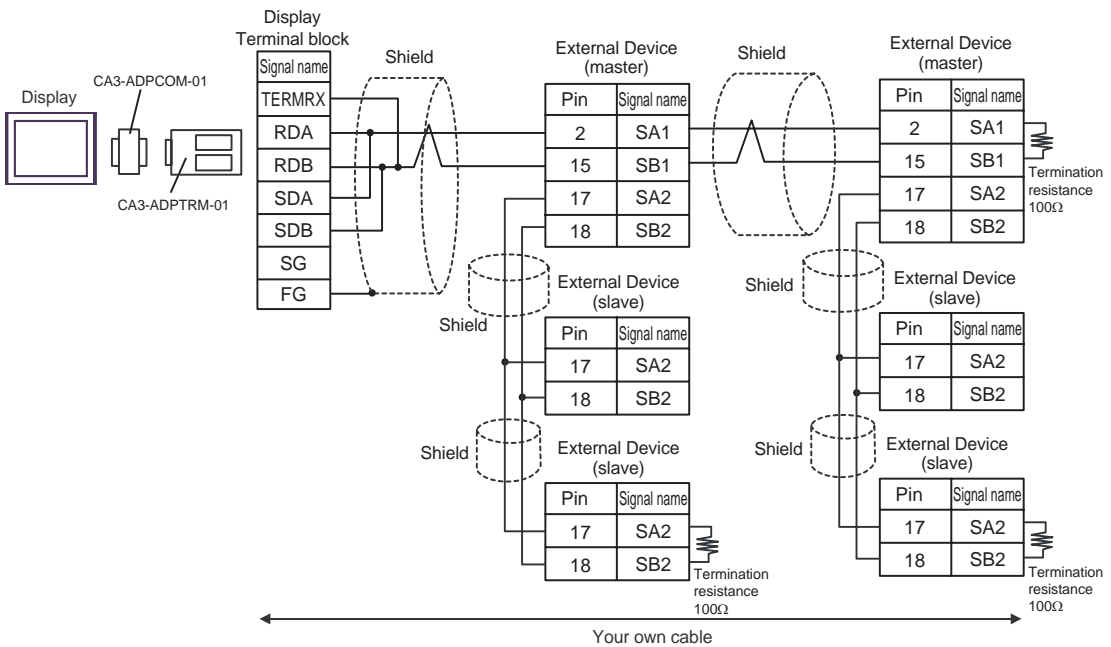 Display
CA3-ADPCOM-01
CA3-ADPTRM-01
Display
Terminal block
Signal name
TERMRX
RDA
RDB
SDA
SDB
SG
FG
Shield
External Device
(master)
Pin Signal name
2 SA1
15 SB1
17 SA2
18 SB2
Shield
External Device
(master)
Pin Signal name
2 SA1
15 SB1
17 SA2
18 SB2
Termination
resistance
100Ω
Shield
External Device
(slave)
Pin Signal name
17 SA2
18 SB2
Shield
External Device
(slave)
Pin Signal name
17 SA2
18 SB2
Shield
External Device
(slave)
Pin Signal name
17 SA2
18 SB2
Termination
resistance
100Ω
Shield
External Device
(slave)
Pin Signal name
17 SA2
18 SB2
Termination
resistance
100Ω
Your own cable